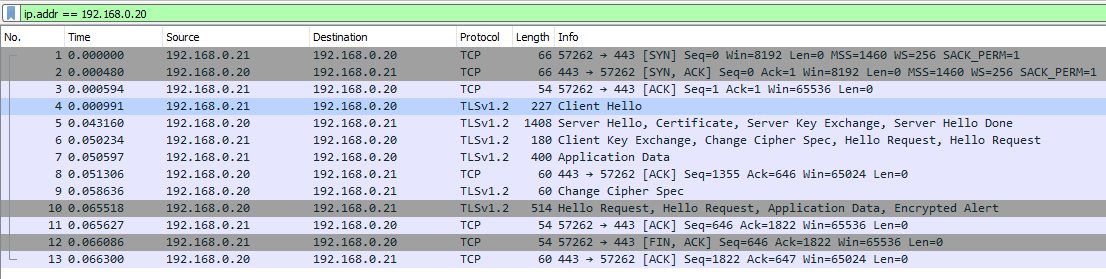 ip.addr == 192.168.0.20
No. Time Source Destination Protocol Length Info
1 0.000000 192.168.0.21 192.168.0.20 TCP 66 57262 → 443 [SYN] Seq=0 Win=8192 Len=0 MSS=1460 WS=256 SACK_PERM=1
2 0.000480 192.168.0.20 192.168.0.21 TCP 66 443 → 57262 [SYN, ACK] Seq=0 Ack=1 Win=8192 Len=0 MSS=1460 WS=256 SACK_PERM=1
3 0.000594 192.168.0.21 192.168.0.20 TCP 54 57262 → 443 [ACK] Seq=1 Ack=1 Win=65536 Len=0
4 0.000991 192.168.0.21 192.168.0.20 TLSv1.2 227 Client Hello
5 0.043160 192.168.0.20 192.168.0.21 TLSv1.2 1408 Server Hello, Certificate, Server Key Exchange, Server Hello Done
6 0.050234 192.168.0.21 192.168.0.20 TLSv1.2 180 Client Key Exchange, Change Cipher Spec, Hello Request, Hello Request
7 0.050597 192.168.0.21 192.168.0.20 TLSv1.2 400 Application Data
8 0.051306 192.168.0.20 192.168.0.21 TCP 60 443 → 57262 [ACK] Seq=1355 Ack=646 Win=65024 Len=0
9 0.058636 192.168.0.20 192.168.0.21 TLSv1.2 60 Change Cipher Spec
10 0.065518 192.168.0.20 192.168.0.21 TLSv1.2 514 Hello Request, Hello Request, Application Data, Encrypted Alert
11 0.065627 192.168.0.21 192.168.0.20 TCP 54 57262 → 443 [ACK] Seq=646 Ack=1822 Win=65536 Len=0
12 0.066086 192.168.0.21 192.168.0.20 TCP 54 57262 → 443 [FIN, ACK] Seq=646 Ack=1822 Win=65536 Len=0
13 0.066300 192.168.0.20 192.168.0.21 TCP 60 443 → 57262 [ACK] Seq=1822 Ack=647 Win=65024 Len=0